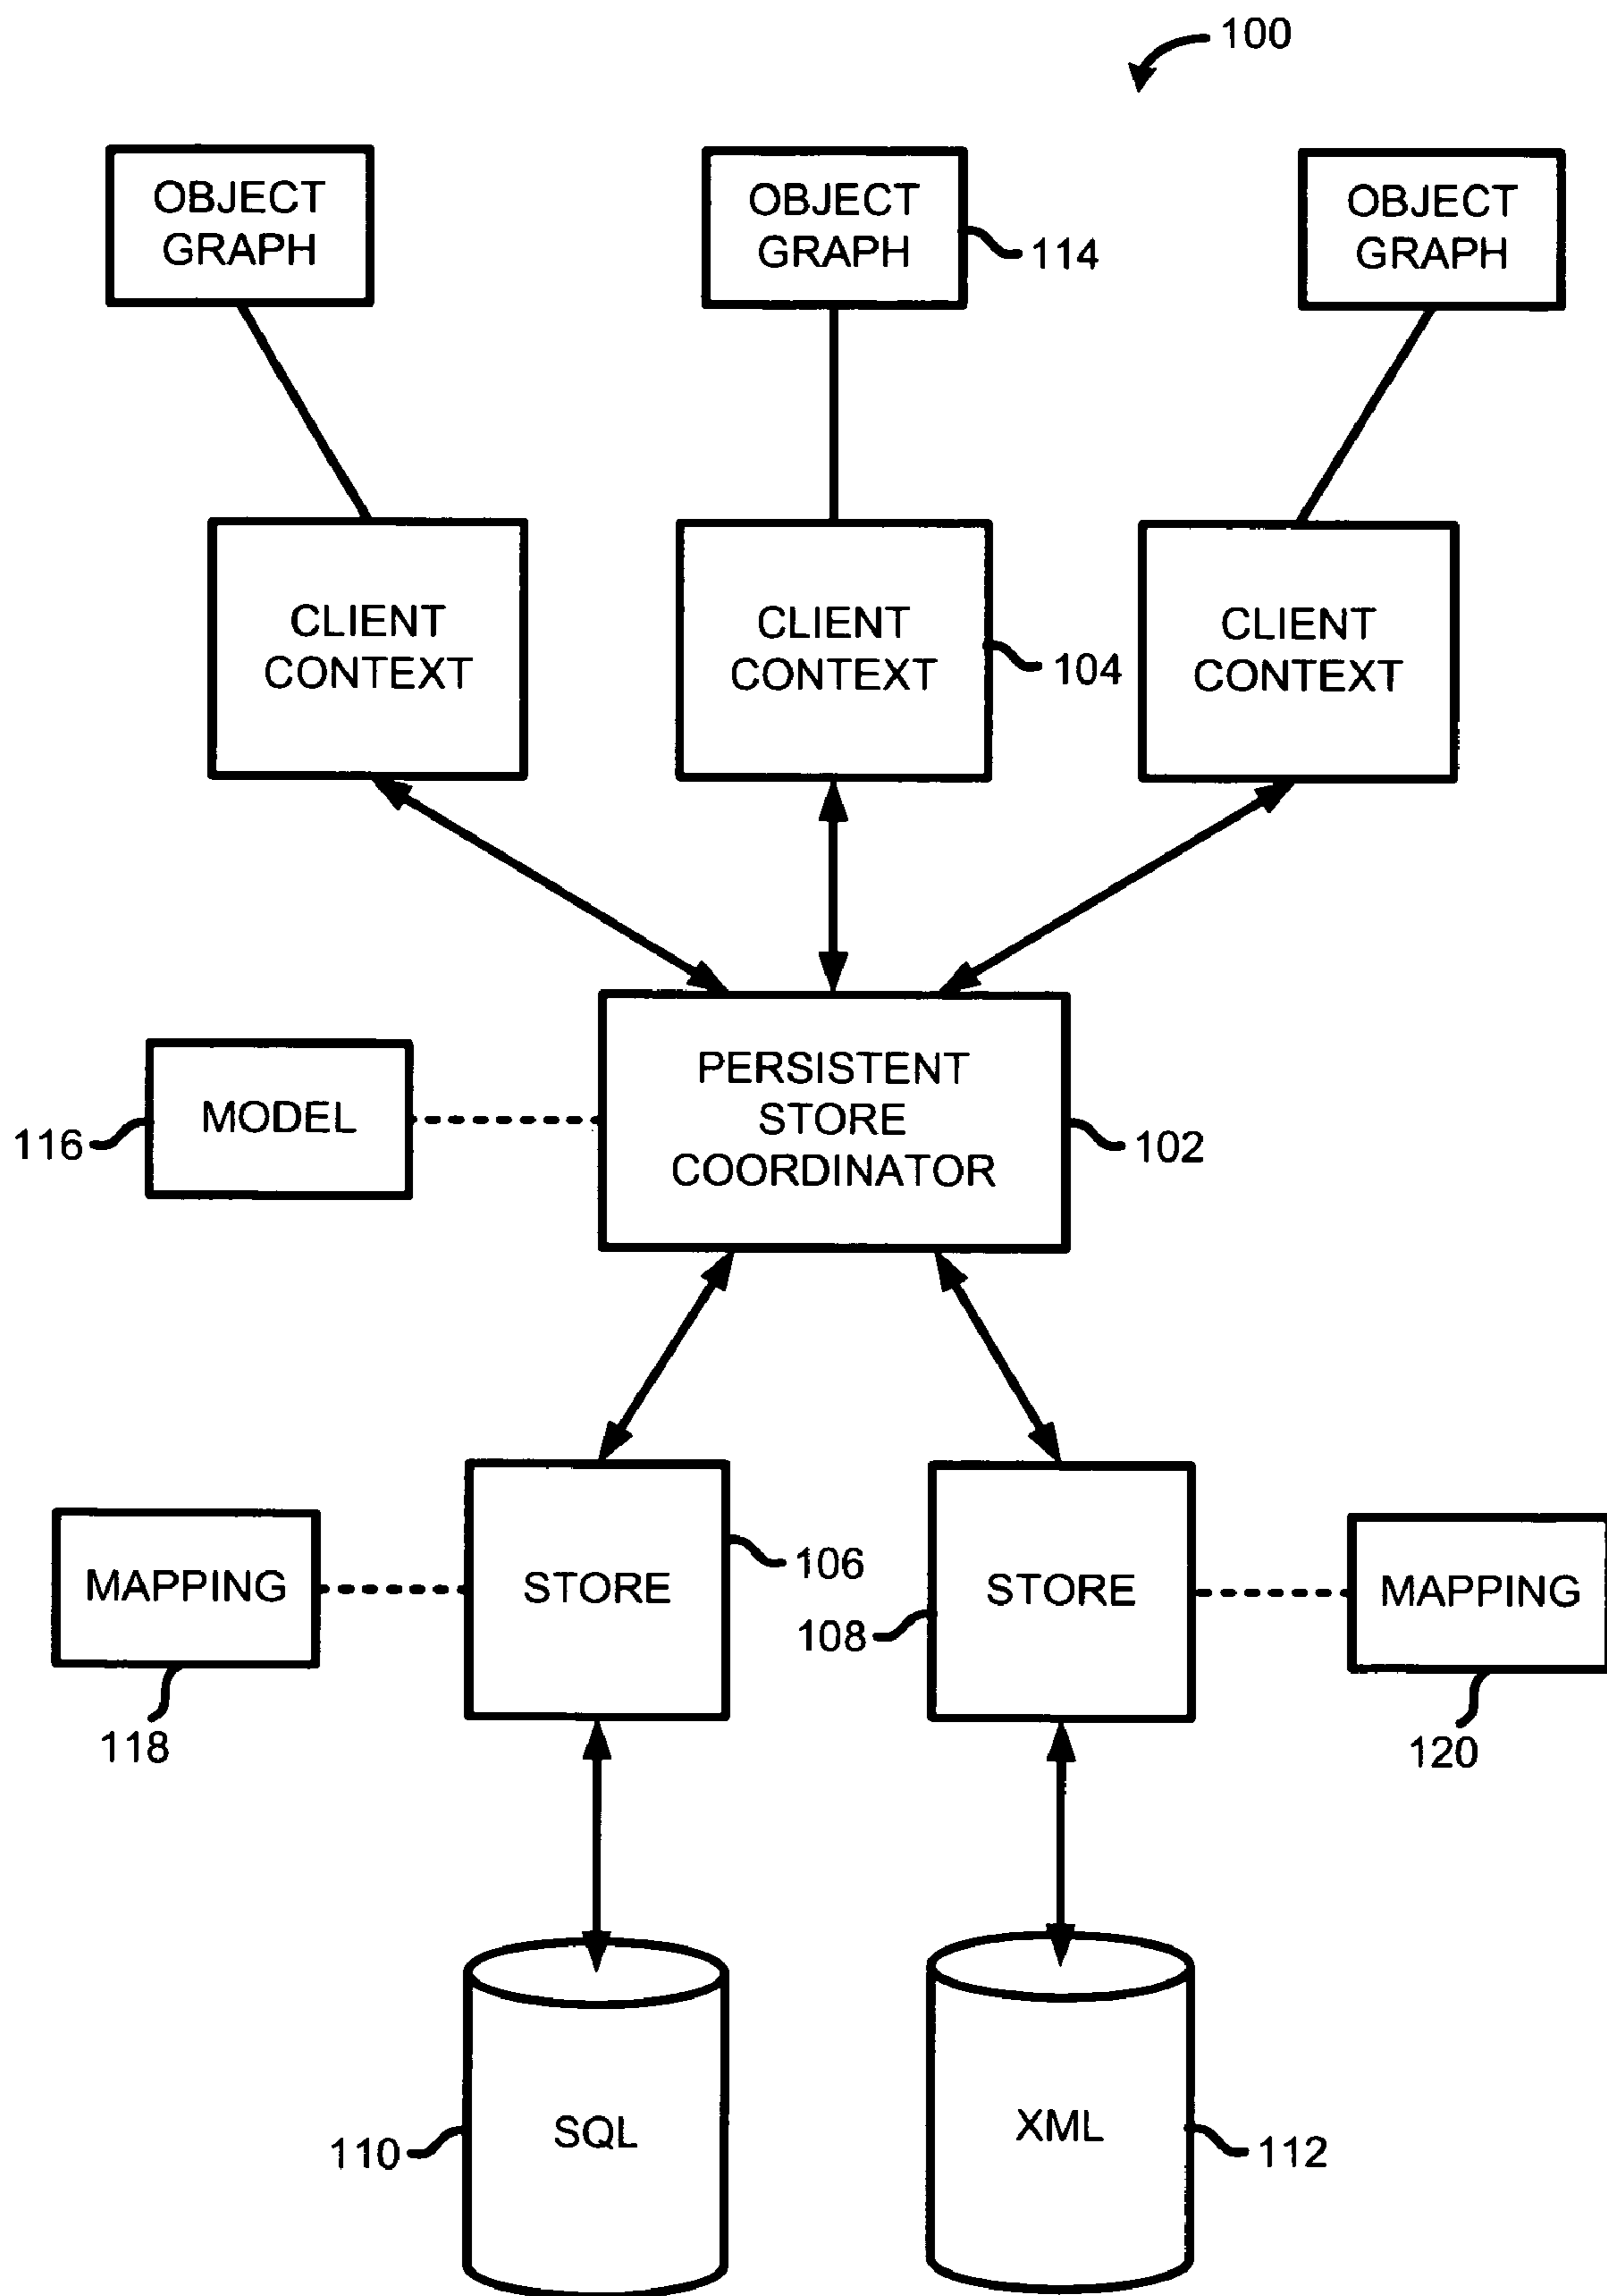 100
OBJECT
GRAPH
OBJECT
GRAPH
114
OBJECT
GRAPH
CLIENT
CONTEXT
CLIENT
CONTEXT
104
CLIENT
CONTEXT
116
MODEL
PERSISTENT
STORE
COORDINATOR
102
MAPPING
118
STORE
106
108
STORE
MAPPING
120
110
SQL
XML
112